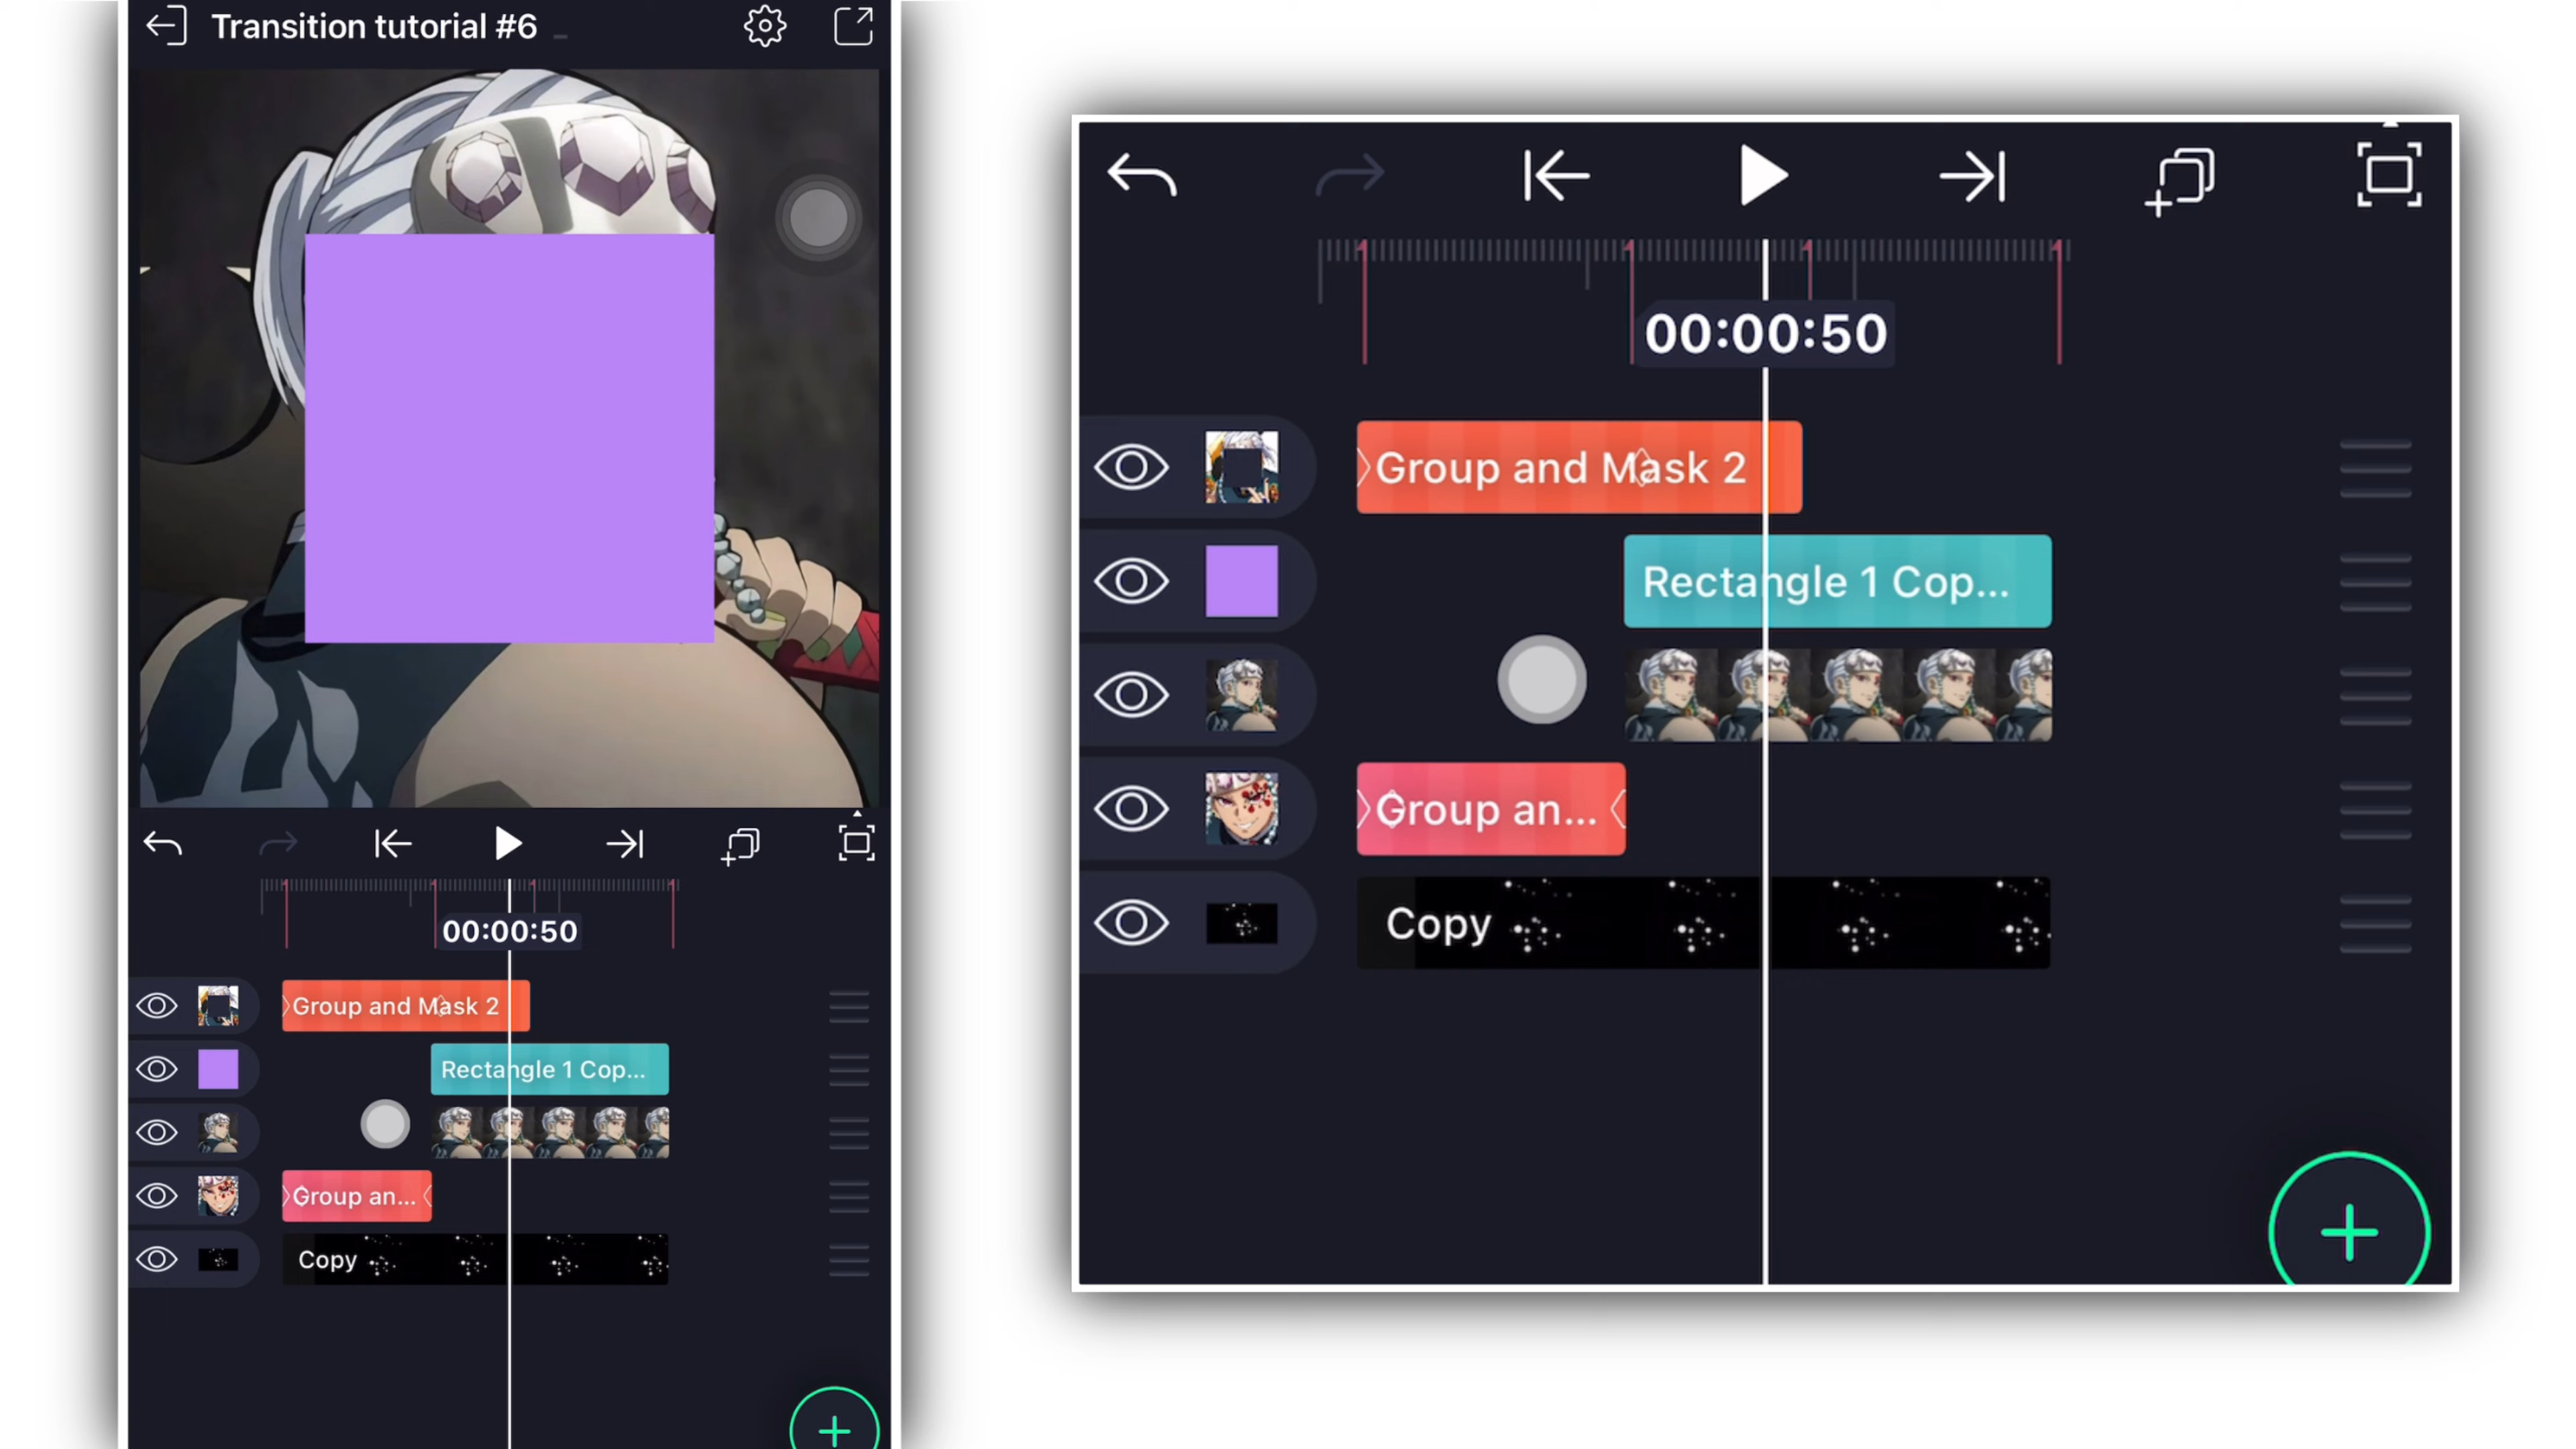 Transition tutorial #6
00:00:50
Group and Mask 2
Rectangle 1 Cop...
Group an...
Copy
00:00:50
Group and Mask 2
Rectangle 1 Cop...
Group an...
Copy